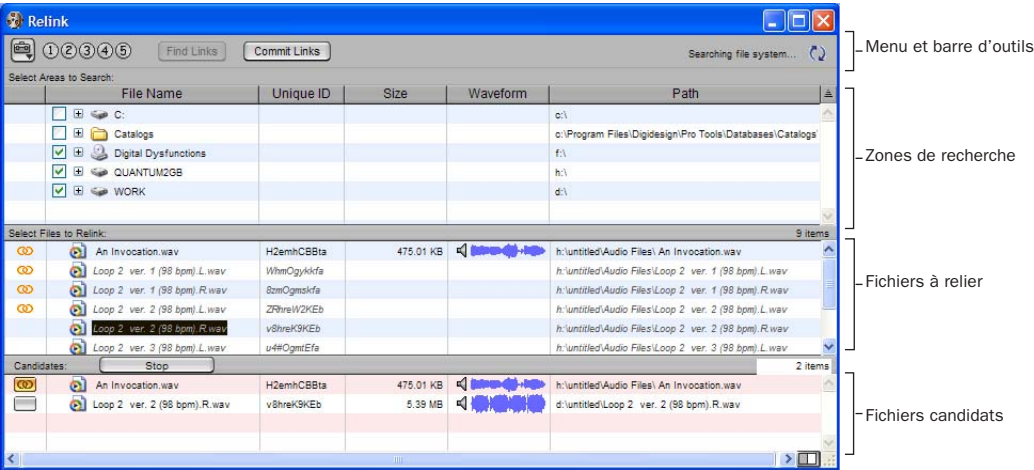 Relink
1 2 3 4 5 Find Links Commit Links Searching file system...
Menu et barre d'outils
Select Areas to Search:
File Name Unique ID Size Waveform Path
C: c:\
Catalogs c:\Program Files\Digidesign\Pro Tools\Databases\Catalogs\
Digital Dysfunctions f:\
QUANTUM2GB h:\
WORK d:\
Zones de recherche
Select Files to Relink: 9 items
An Invocation.wav H2emhCBBta 475.01 KB h:\untitled\Audio Files\ An Invocation.wav
Loop 2 ver. 1 (98 bpm).L.wav WhmOgykkfa h:\untitled\Audio Files\Loop 2 ver. 1 (98 bpm).L.wav
Loop 2 ver. 1 (98 bpm).R.wav 8zmOgmskfa h:\untitled\Audio Files\Loop 2 ver. 1 (98 bpm).R.wav
Loop 2 ver. 2 (98 bpm).L.wav ZRhreW2KEb h:\untitled\Audio Files\Loop 2 ver. 2 (98 bpm).L.wav
Loop 2 ver. 2 (98 bpm).R.wav v8hreK9KEb h:\untitled\Audio Files\Loop 2 ver. 2 (98 bpm).R.wav
Loop 2 ver. 3 (98 bpm).L.wav u4#OgmtEfa h:\untitled\Audio Files\Loop 2 ver. 3 (98 bpm).L.wav
Fichiers à relier
Candidates: Stop 2 items
An Invocation.wav H2emhCBBta 475.01 KB h:\untitled\Audio Files\ An Invocation.wav
Loop 2 ver. 2 (98 bpm).R.wav v8hreK9KEb 5.39 MB d:\untitled\Loop 2 ver. 2 (98 bpm).R.wav
Fichiers candidats